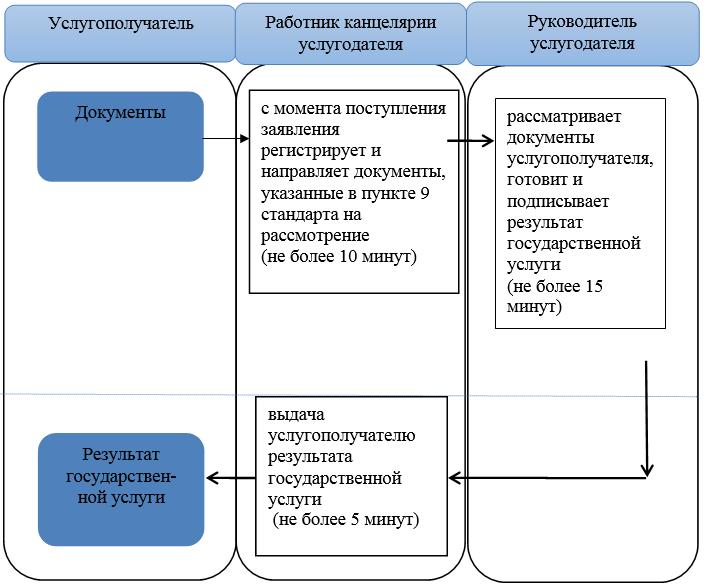 Услугополучатель
Работник канцелярии
услугодателя
Руководитель
услугодателя
Документы
с момента поступления
заявления
регистрирует и
направляет документы,
указанные в пункте 9
стандарта на
рассмотрение
(не более 10 минут)
рассматривает
документы
услугополучателя,
готовит и
подписывает
результат
государственной
услуги
(не более 15
минут)
выдача
услугополучателю
результата
государственной
услуги
(не более 5 минут)
Результат
государствен-
ной услуги